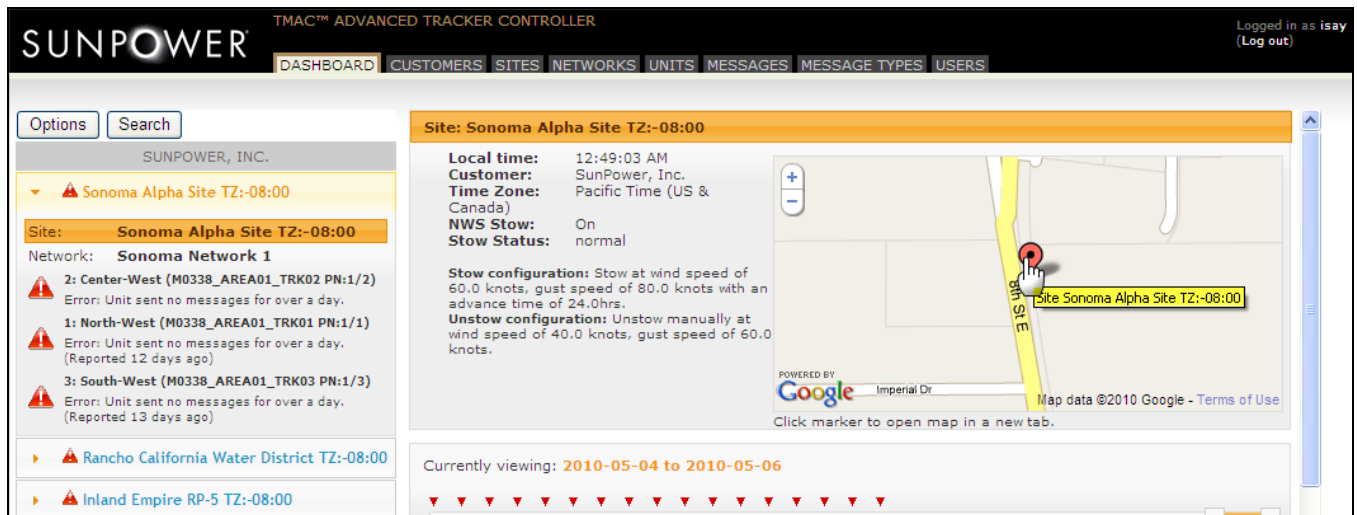 SUNPOWER
TMAC™ ADVANCED TRACKER CONTROLLER
Logged in as isay
(Log out)
DASHBOARD CUSTOMERS SITES NETWORKS UNITS MESSAGES MESSAGE TYPES USERS
Options Search
SUNPOWER, INC.
Sonoma Alpha Site TZ:-08:00
Site: Sonoma Alpha Site TZ:-08:00
Network: Sonoma Network 1
2: Center-West (M0338_AREA01_TRK02 PN:1/2)
Error: Unit sent no messages for over a day.
1: North-West (M0338_AREA01_TRK01 PN:1/1)
Error: Unit sent no messages for over a day.
(Reported 12 days ago)
3: South-West (M0338_AREA01_TRK03 PN:1/3)
Error: Unit sent no messages for over a day.
(Reported 13 days ago)
Rancho California Water District TZ:-08:00
Inland Empire RP-5 TZ:-08:00
Site: Sonoma Alpha Site TZ:-08:00
Local time: 12:49:03 AM
Customer: SunPower, Inc.
Time Zone: Pacific Time (US &
Canada)
NWS Stow: On
Stow Status: normal
Stow configuration: Stow at wind speed of
60.0 knots, gust speed of 80.0 knots with an
advance time of 24.0hrs.
Unstow configuration: Unstow manually at
wind speed of 40.0 knots, gust speed of 60.0
knots.
+
−
8th St E
Site Sonoma Alpha Site TZ:-08:00
POWERED BY
Google
Imperial Dr
Map data ©2010 Google - Terms of Use
Click marker to open map in a new tab.
Currently viewing: 2010-05-04 to 2010-05-06